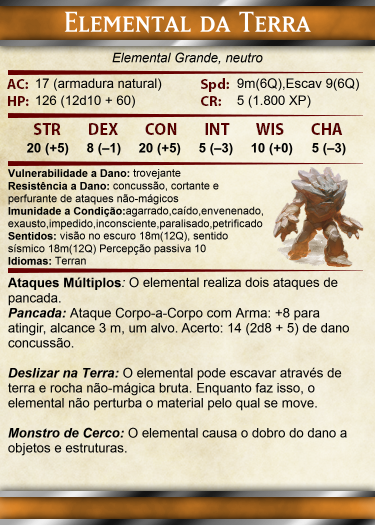 Elemental da Terra
Elemental Grande, neutro
AC: 17 (armadura natural) Spd: 9m(6Q),Escav 9(6Q)
HP: 126 (12d10 + 60) CR: 5 (1.800 XP)
STR DEX CON INT WIS CHA
20 (+5) 8 (–1) 20 (+5) 5 (–3) 10 (+0) 5 (–3)
Vulnerabilidade a Dano: trovejante
Resistência a Dano: concussão, cortante e
perfurante de ataques não-mágicos
Imunidade a Condição:agarrado,caído,envenenado,
exausto,impedido,inconsciente,paralisado,petrificado
Sentidos: visão no escuro 18m(12Q), sentido
sísmico 18m(12Q) Percepção passiva 10
Idiomas: Terran
Ataques Múltiplos: O elemental realiza dois ataques de
pancada.
Pancada: Ataque Corpo-a-Corpo com Arma: +8 para
atingir, alcance 3 m, um alvo. Acerto: 14 (2d8 + 5) de dano
concussão.
Deslizar na Terra: O elemental pode escavar através de
terra e rocha não-mágica bruta. Enquanto faz isso, o
elemental não perturba o material pelo qual se move.
Monstro de Cerco: O elemental causa o dobro do dano a
objetos e estruturas.